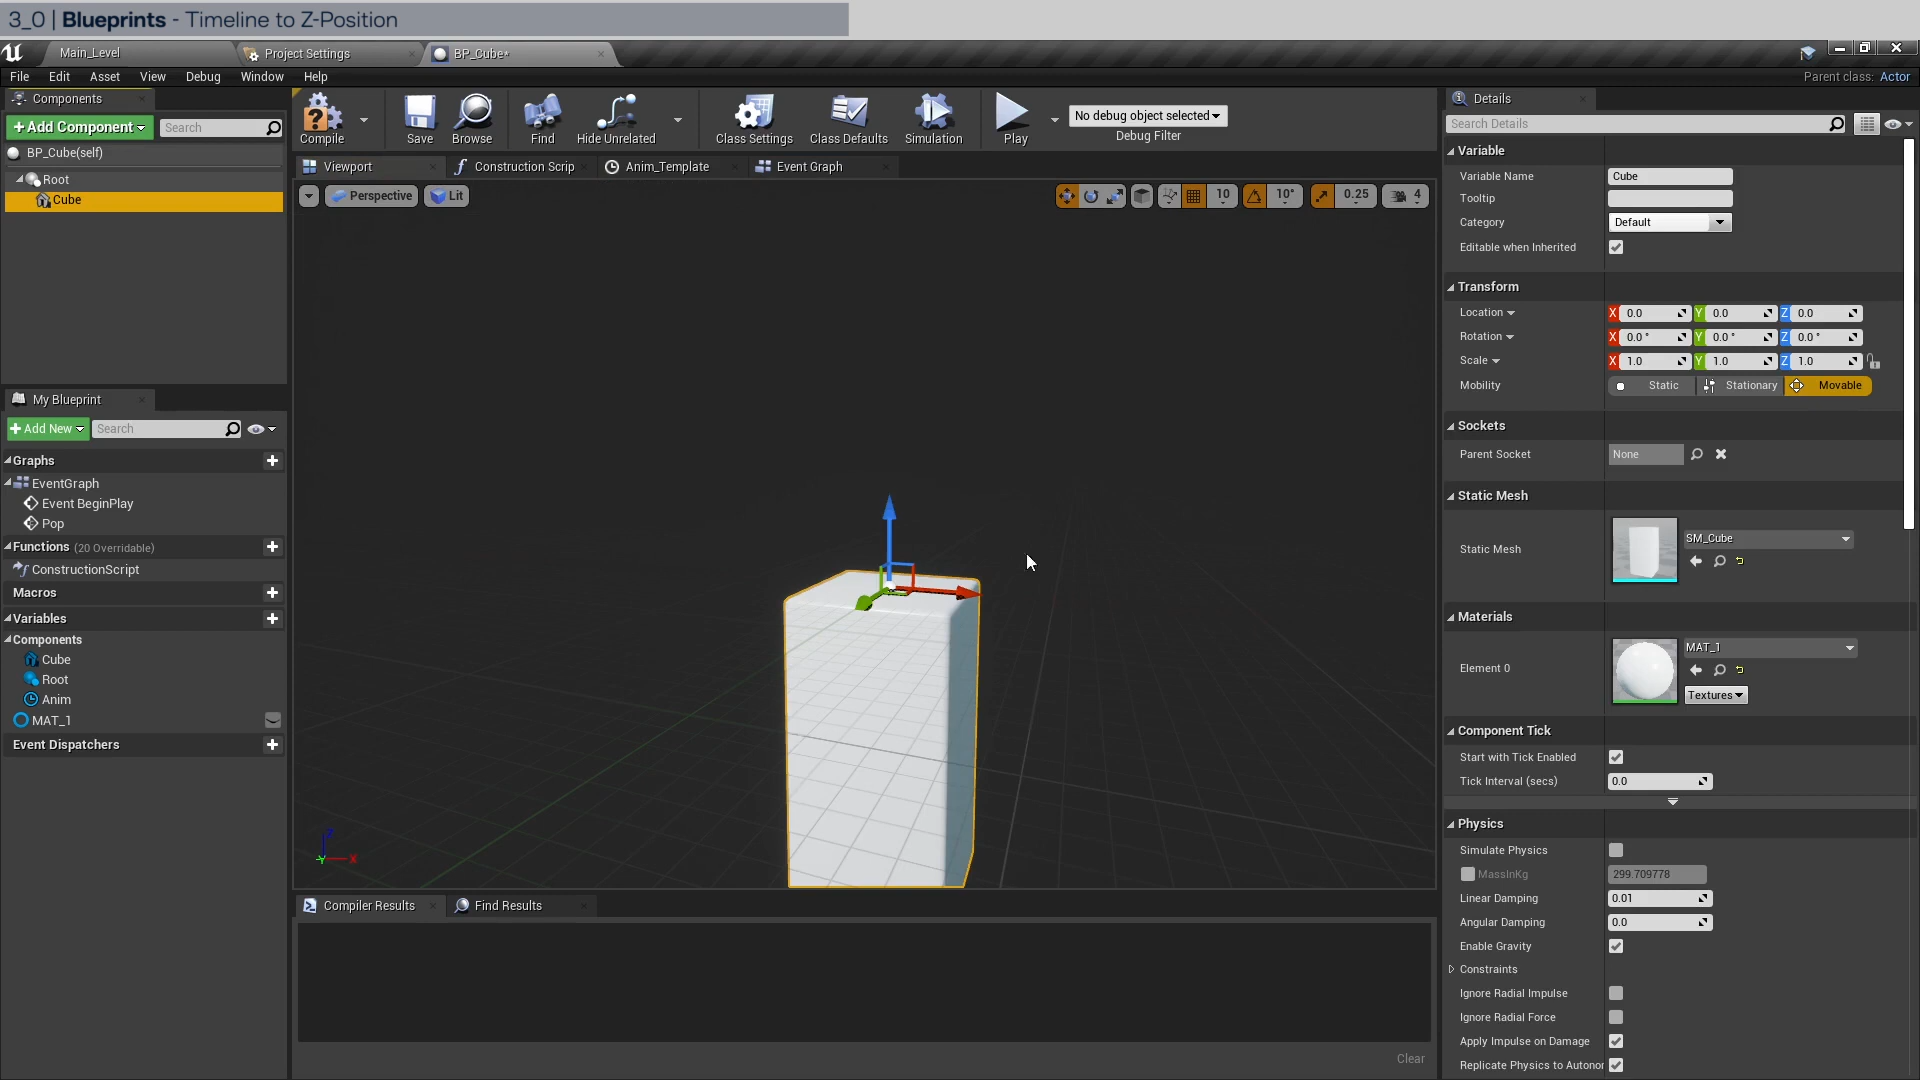 3_0 | Blueprints - Timeline to Z-Position
Main_Level
Project Settings
BP_Cube*
File Edit Asset View Debug Window Help
Parent class: Actor
Components
+Add Component
Search
BP_Cube(self)
Root
Cube
Compile
Save
Browse
Find
Hide Unrelated
Class Settings
Class Defaults
Simulation
Play
No debug object selected
Debug Filter
Viewport
Construction Scrip
Anim_Template
Event Graph
Perspective
Lit
10
10°
0.25
4
Z
Y
X
My Blueprint
+Add New
Search
Graphs
EventGraph
Event BeginPlay
Pop
Functions (20 Overridable)
ConstructionScript
Macros
Variables
Components
Cube
Root
Anim
MAT_1
Event Dispatchers
Compiler Results
Find Results
Clear
Details
Search Details
Variable
Variable Name Cube
Tooltip
Category Default
Editable when Inherited
Transform
Location X 0.0 Y 0.0 Z 0.0
Rotation X 0.0 ° Y 0.0 ° Z 0.0 °
Scale X 1.0 Y 1.0 Z 1.0
Mobility Static Stationary Movable
Sockets
Parent Socket None
Static Mesh
Static Mesh SM_Cube
Materials
Element 0 MAT_1
Textures
Component Tick
Start with Tick Enabled
Tick Interval (secs) 0.0
Physics
Simulate Physics
MassInKg 299.709778
Linear Damping 0.01
Angular Damping 0.0
Enable Gravity
Constraints
Ignore Radial Impulse
Ignore Radial Force
Apply Impulse on Damage
Replicate Physics to Autonor